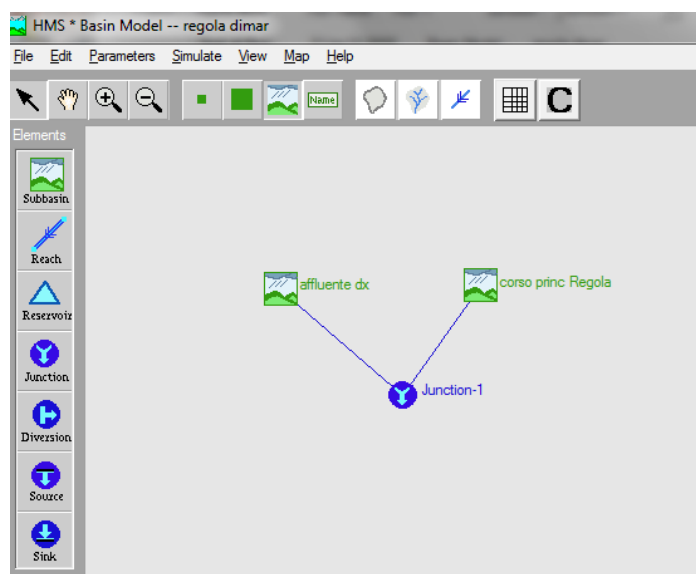 HMS * Basin Model -- regola dimar
File Edit Parameters Simulate View Map Help
Name
C
Elements
Subbasin
Reach
Reservoir
Junction
Diversion
Source
Sink
affluente dx
corso princ Regola
Junction-1